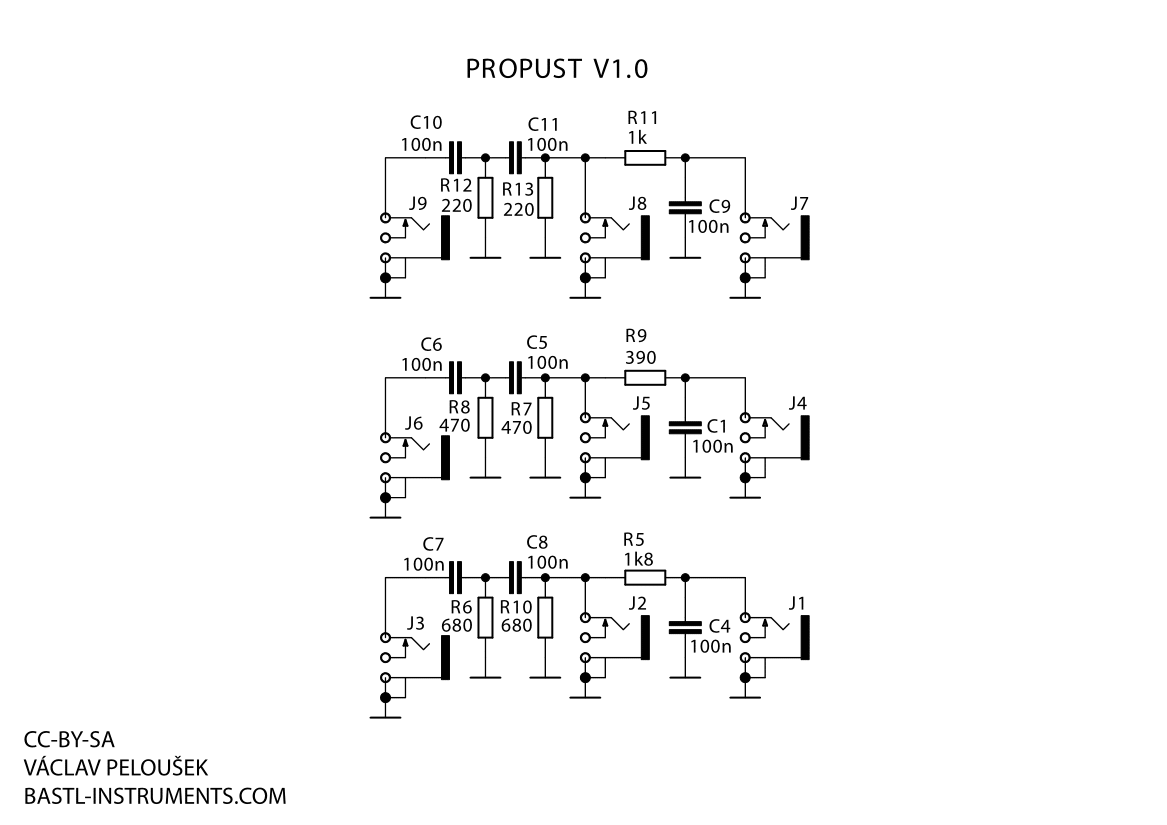 PROPUST V1.0
C10
100n
C11
100n
R11
1k
R12
220
R13
220
J9
J8
C9
100n
J7
C6
100n
C5
100n
R9
390
R8
470
R7
470
J6
J5
C1
100n
J4
C7
100n
C8
100n
R5
1k8
R6
680
R10
680
J3
J2
C4
100n
J1
CC-BY-SA
VÁCLAV PELOUŠEK
BASTL-INSTRUMENTS.COM